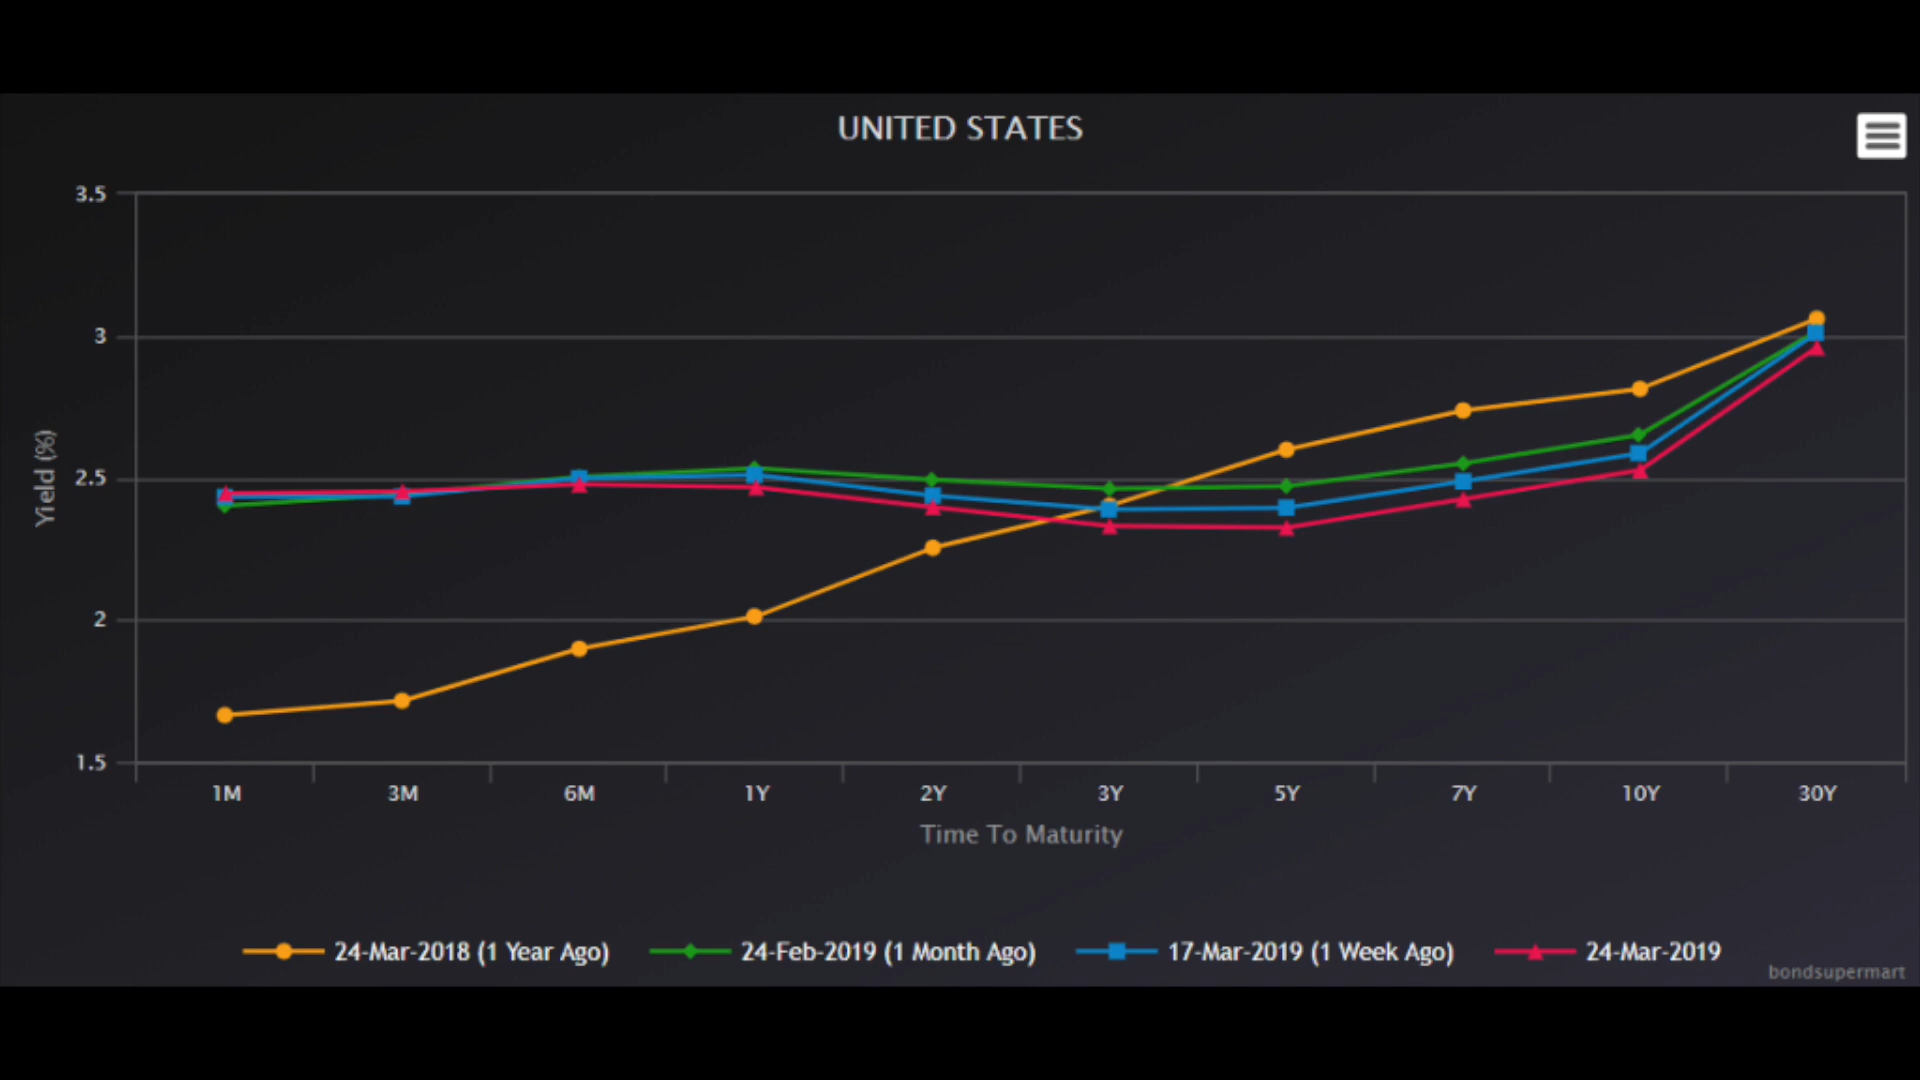 UNITED STATES
3.5
3
2.5
2
1.5
Yield (%)
1M 3M 6M 1Y 2Y 3Y 5Y 7Y 10Y 30Y
Time To Maturity
24-Mar-2018 (1 Year Ago) 24-Feb-2019 (1 Month Ago) 17-Mar-2019 (1 Week Ago) 24-Mar-2019
bondsupermart